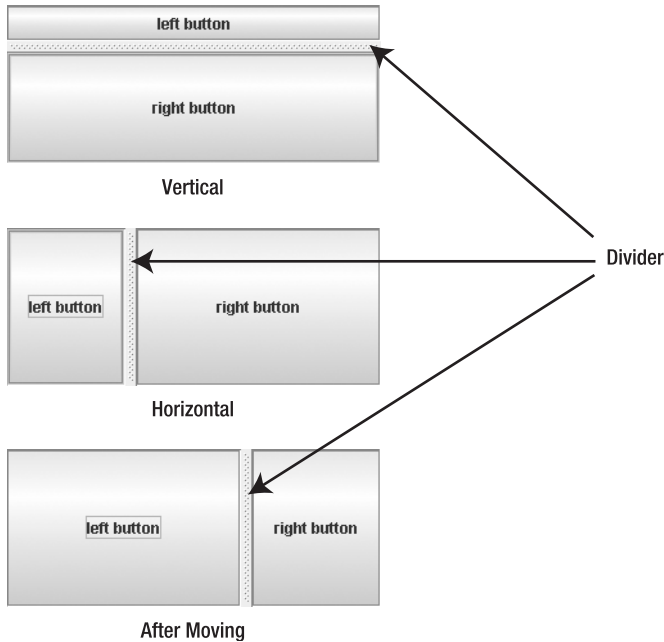 left button
right button
Vertical
Divider
left button
right button
Horizontal
left button
right button
After Moving